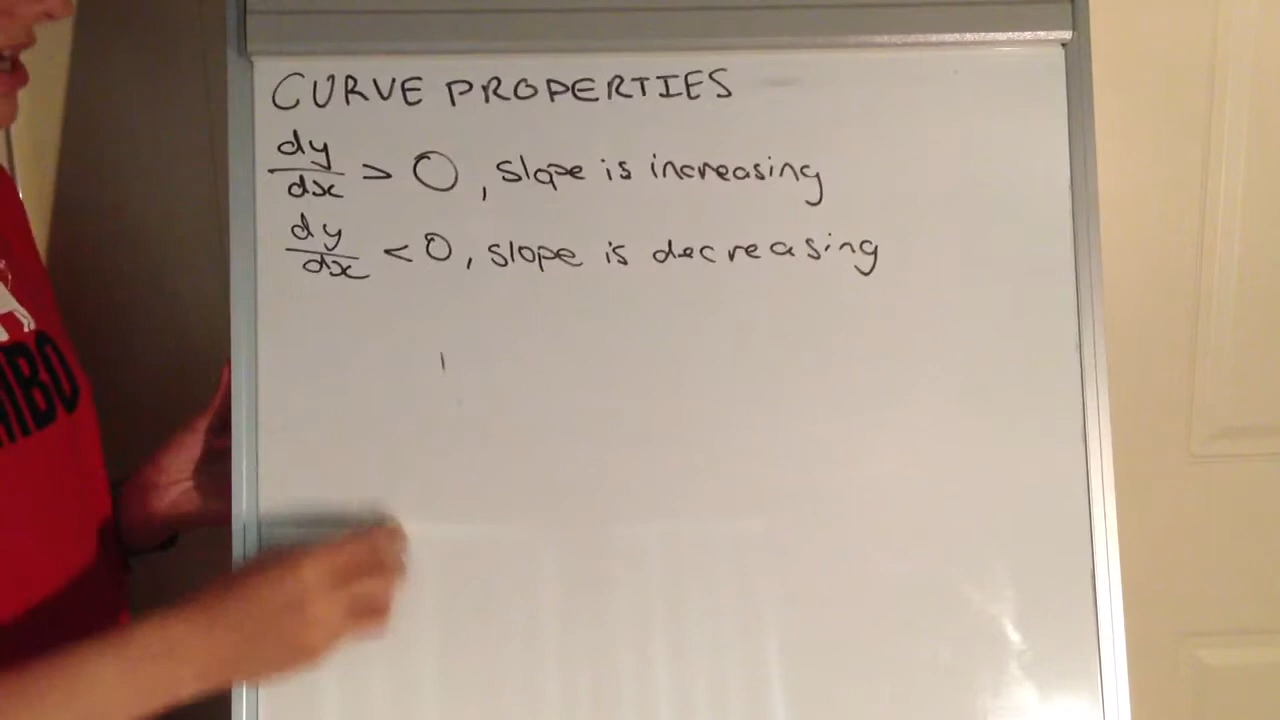 CURVE PROPERTIES
dy/dx > 0, slope is increasing
dy/dx < 0, slope is decreasing